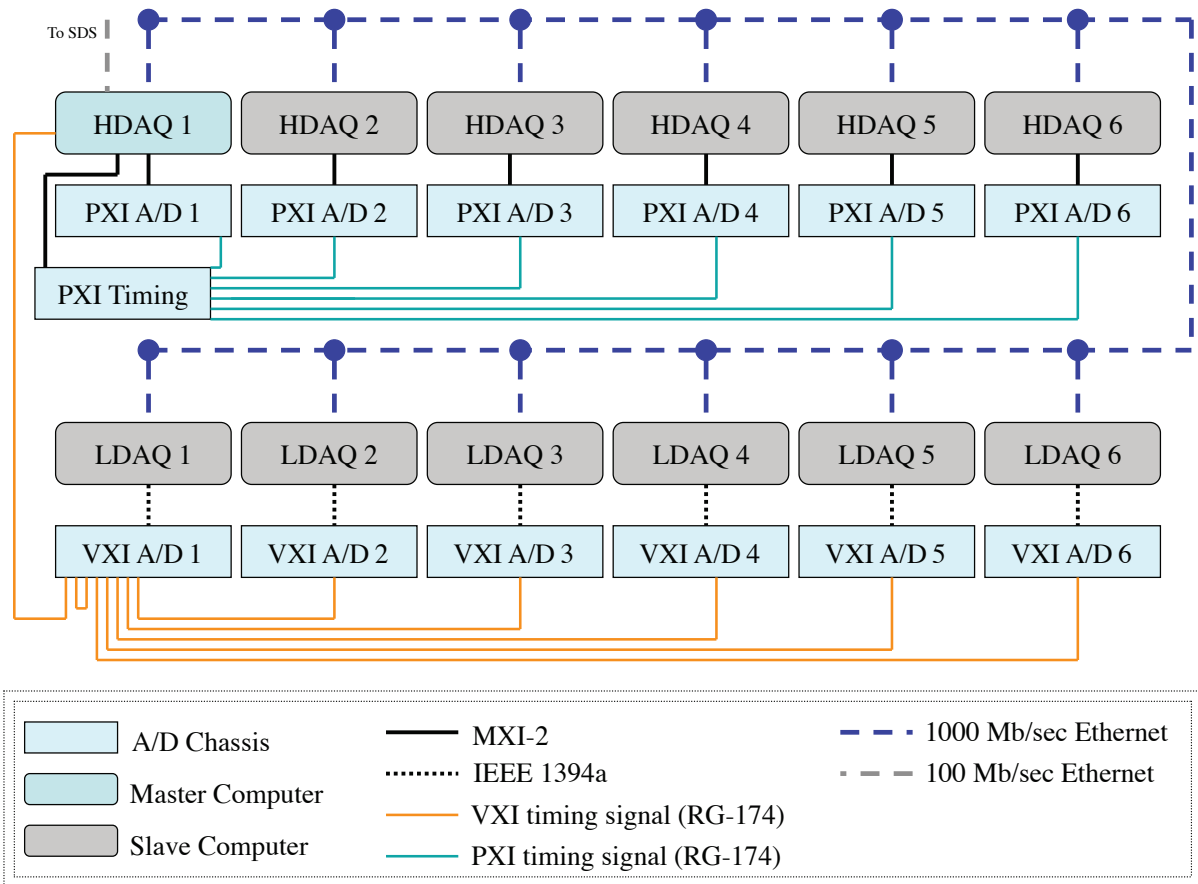 To SDS
HDAQ 1
HDAQ 2
HDAQ 3
HDAQ 4
HDAQ 5
HDAQ 6
PXI A/D 1
PXI A/D 2
PXI A/D 3
PXI A/D 4
PXI A/D 5
PXI A/D 6
PXI Timing
LDAQ 1
LDAQ 2
LDAQ 3
LDAQ 4
LDAQ 5
LDAQ 6
VXI A/D 1
VXI A/D 2
VXI A/D 3
VXI A/D 4
VXI A/D 5
VXI A/D 6
A/D Chassis
Master Computer
Slave Computer
MXI-2
IEEE 1394a
VXI timing signal (RG-174)
PXI timing signal (RG-174)
1000 Mb/sec Ethernet
100 Mb/sec Ethernet